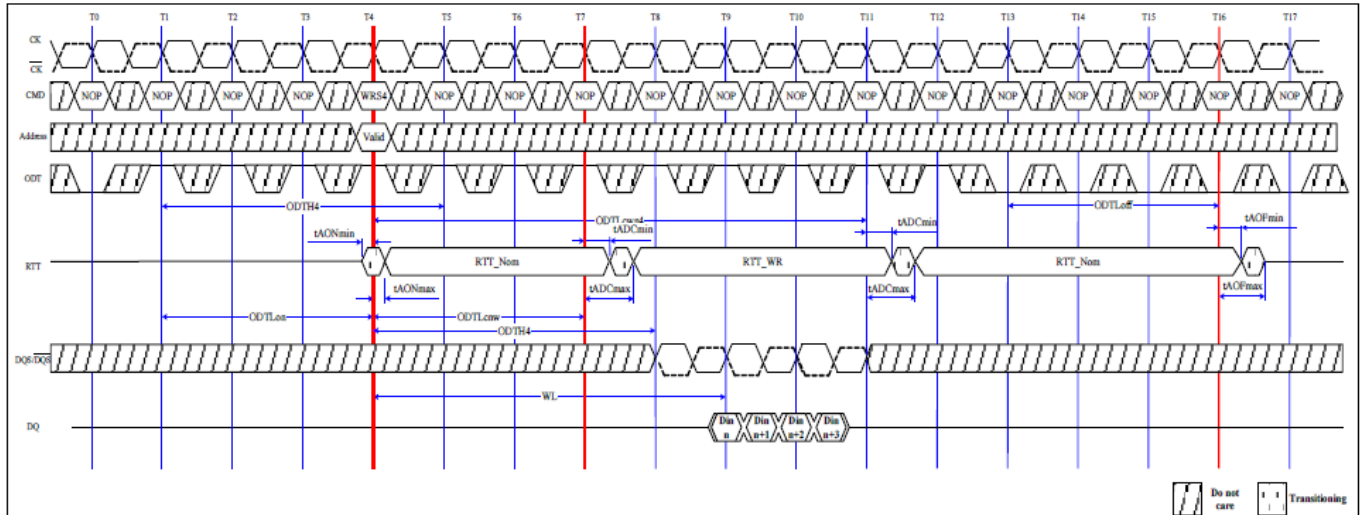 T0 T1 T2 T3 T4 T5 T6 T7 T8 T9 T10 T11 T12 T13 T14 T15 T16 T17
CK
CK
CMD NOP NOP NOP NOP WRS4 NOP NOP NOP NOP NOP NOP NOP NOP NOP NOP NOP NOP NOP
Address Valid
ODT
ODTH4 ODTLcwn4 ODTLoff
tAONmin tADCmin tADCmin tAOFmin
RTT RTT_Nom RTT_WR RTT_Nom
tAONmax tADCmax tADCmax tAOFmax
ODTLon ODTLcnw
ODTH4
DQS/DQS
WL
DQ Din n Din n+1 Din n+2 Din n+3
Do not care Transitioning